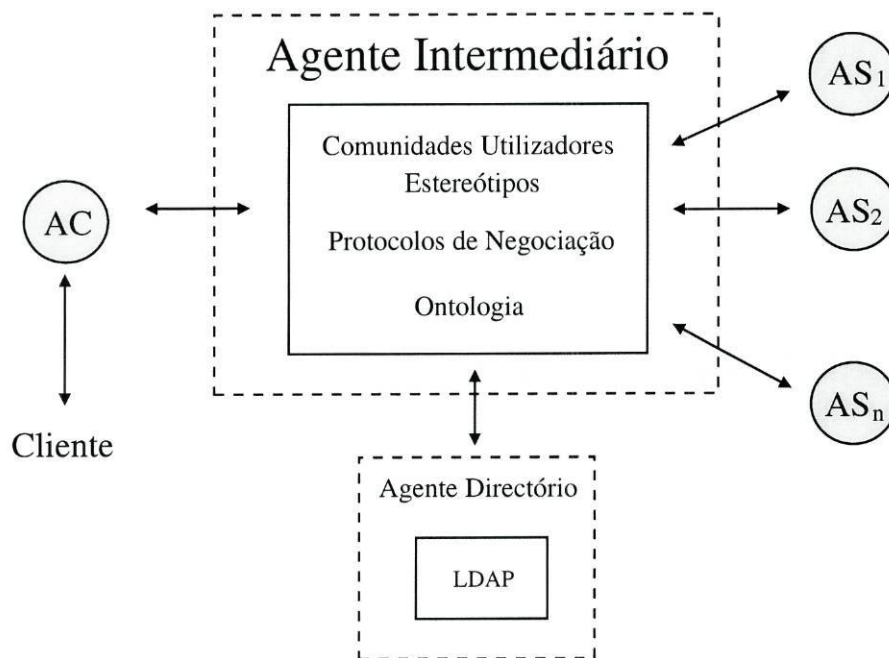 Agente Intermediário
Comunidades Utilizadores
Estereótipos
Protocolos de Negociação
Ontologia
AC
Cliente
AS1
AS2
ASn
Agente Directório
LDAP